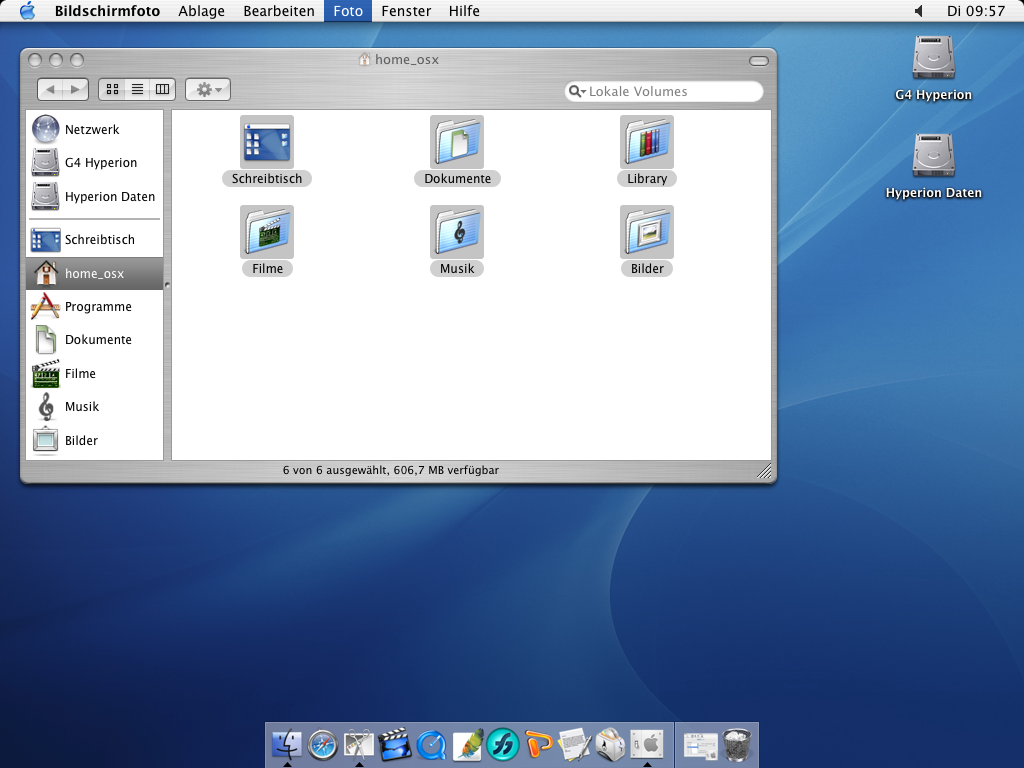 Bildschirmfoto Ablage Bearbeiten Foto Fenster Hilfe Di 09:57
home_osx
Lokale Volumes
G4 Hyperion
Hyperion Daten
Netzwerk
G4 Hyperion
Hyperion Daten
Schreibtisch
home_osx
Programme
Dokumente
Filme
Musik
Bilder
Schreibtisch Dokumente Library
Filme Musik Bilder
6 von 6 ausgewählt, 606,7 MB verfügbar